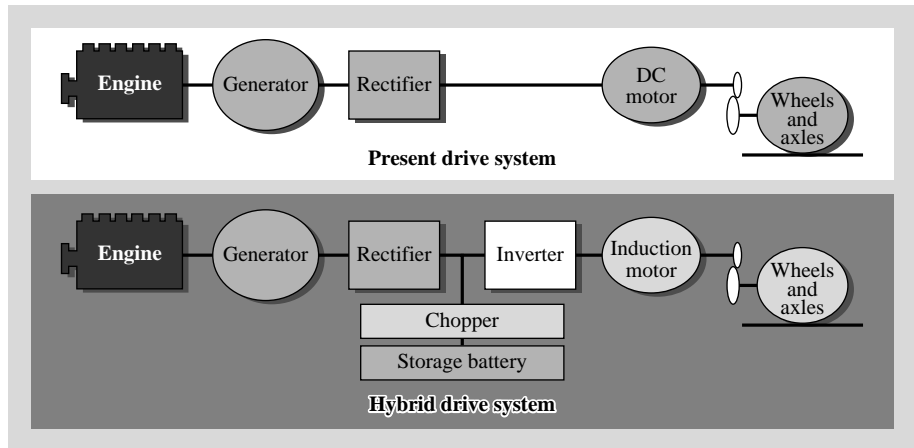 Engine
Generator
Rectifier
DC
motor
Wheels
and
axles
Present drive system
Engine
Generator
Rectifier
Inverter
Induction
motor
Wheels
and
axles
Chopper
Storage battery
Hybrid drive system